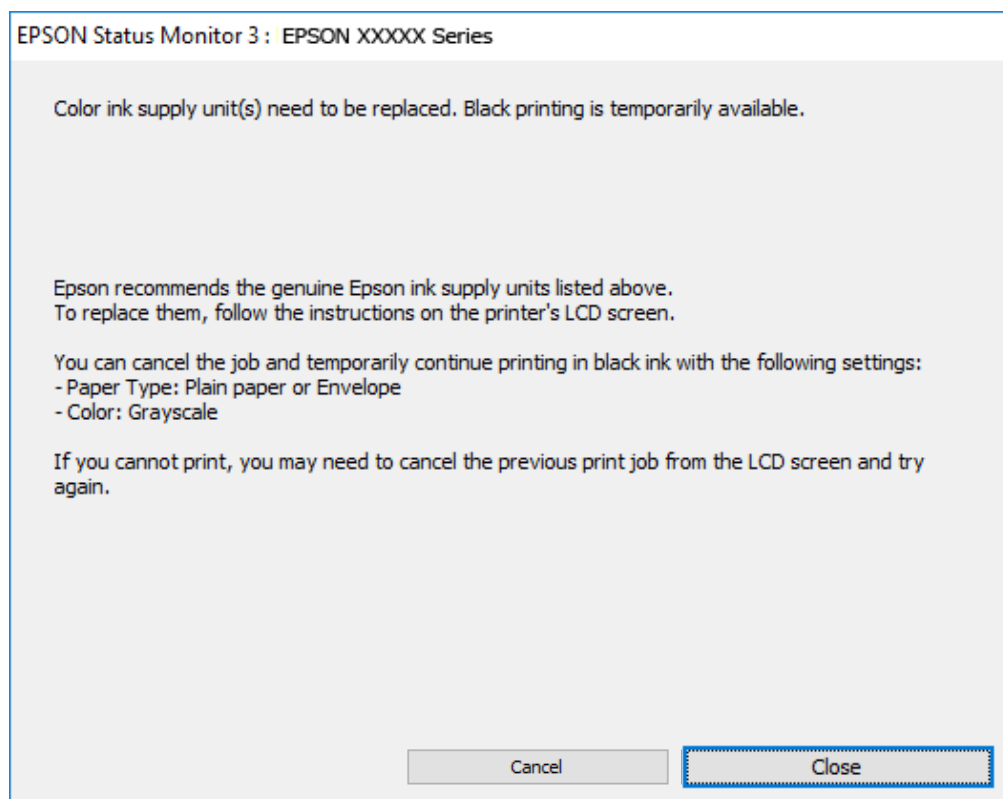 EPSON Status Monitor 3 : EPSON XXXXX Series
Color ink supply unit(s) need to be replaced. Black printing is temporarily available.
Epson recommends the genuine Epson ink supply units listed above.
To replace them, follow the instructions on the printer's LCD screen.
You can cancel the job and temporarily continue printing in black ink with the following settings:
- Paper Type: Plain paper or Envelope
- Color: Grayscale
If you cannot print, you may need to cancel the previous print job from the LCD screen and try
again.
Cancel
Close